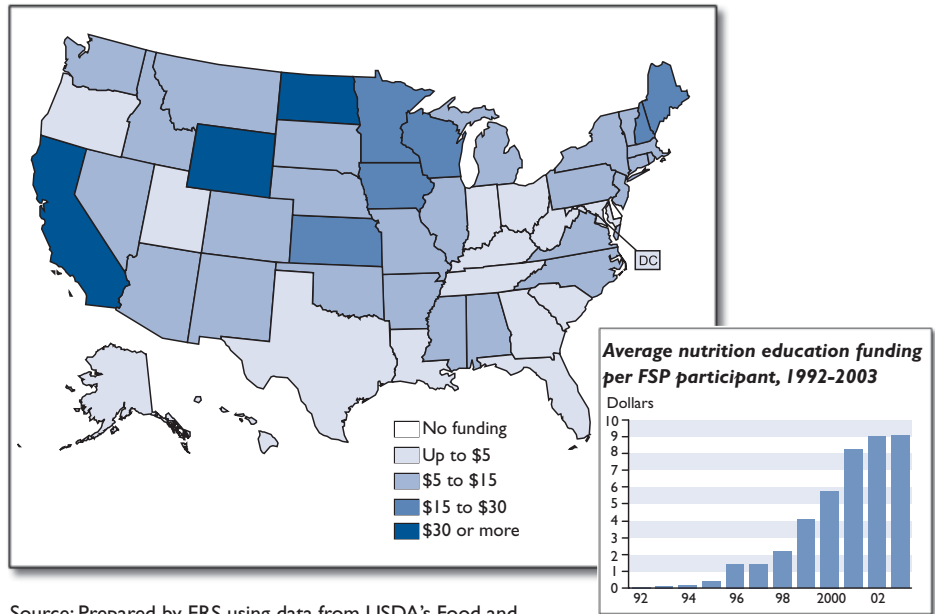 DC
No funding
Up to $5
$5 to $15
$15 to $30
$30 or more
Average nutrition education funding
per FSP participant, 1992-2003
Dollars
10
9
8
7
6
5
4
3
2
1
0
92 94 96 98 2000 02
Source: Prepared by ERS using data from USDA's Food and